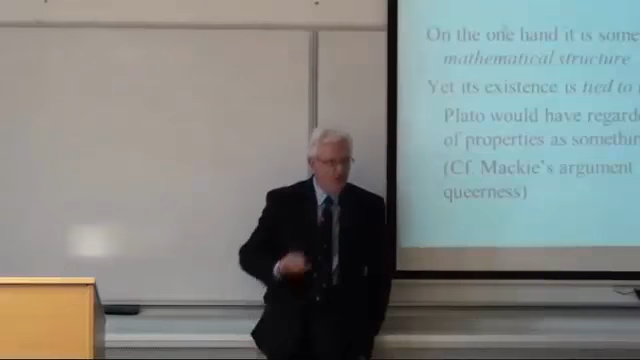 On the one hand it is some
mathematical structure
Yet its existence is tied to
Plato would have regard
of properties as somethin
(Cf. Mackie's argument
queerness)